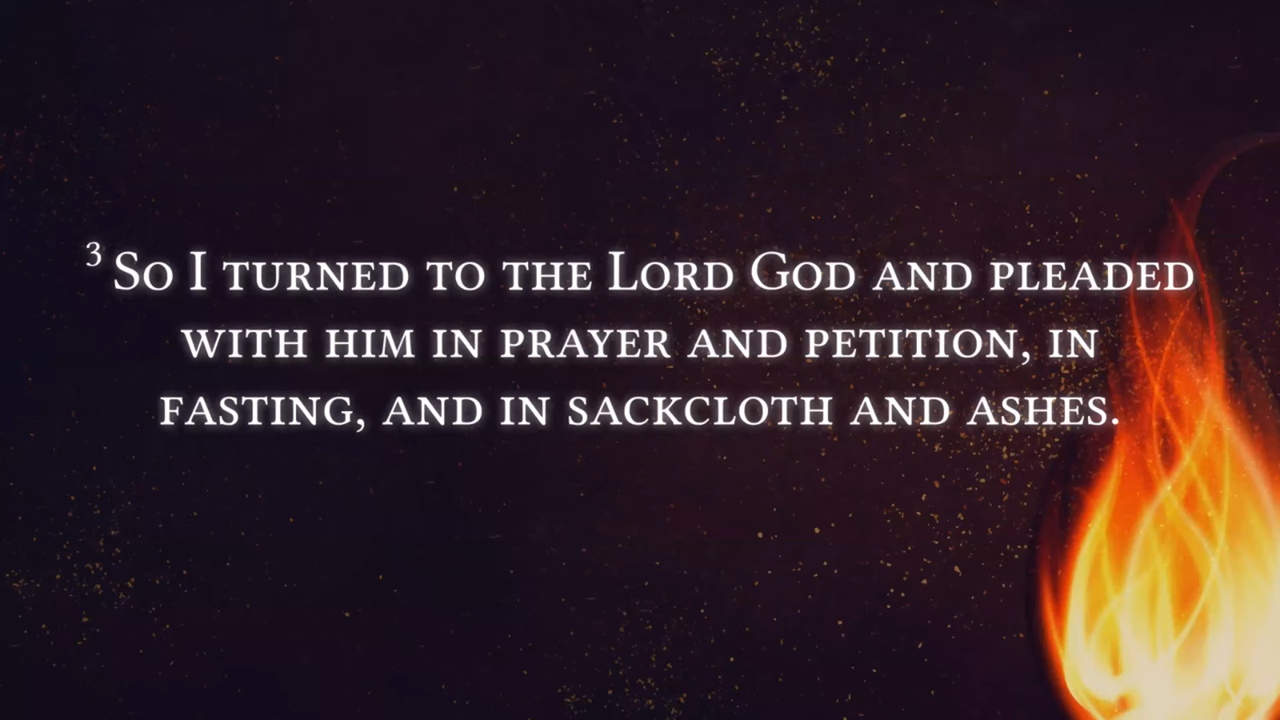 3 So I turned to the Lord God and pleaded
with him in prayer and petition, in
fasting, and in sackcloth and ashes.